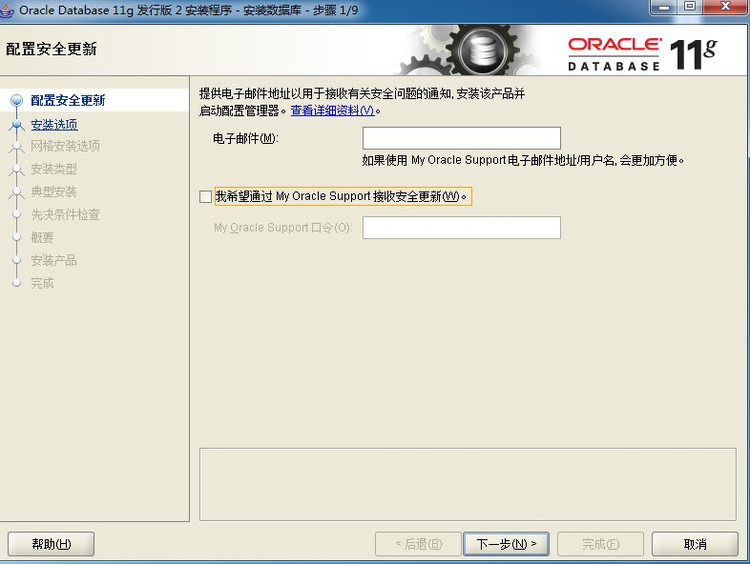 Oracle Database 11g 发行版 2 安装程序 - 安装数据库 - 步骤 1/9
配置安全更新
ORACLE®
DATABASE 11g
配置安全更新
安装选项
网格安装选项
安装类型
典型安装
先决条件检查
概要
安装产品
完成
提供电子邮件地址以用于接收有关安全问题的通知, 安装该产品并
启动配置管理器。查看详细资料(V)。
电子邮件(M):
如果使用 My Oracle Support 电子邮件地址/用户名, 会更加方便。
我希望通过 My Oracle Support 接收安全更新(W)。
My Oracle Support 口令(O):
帮助(H)
< 后退(B)
下一步(N) >
完成(F)
取消